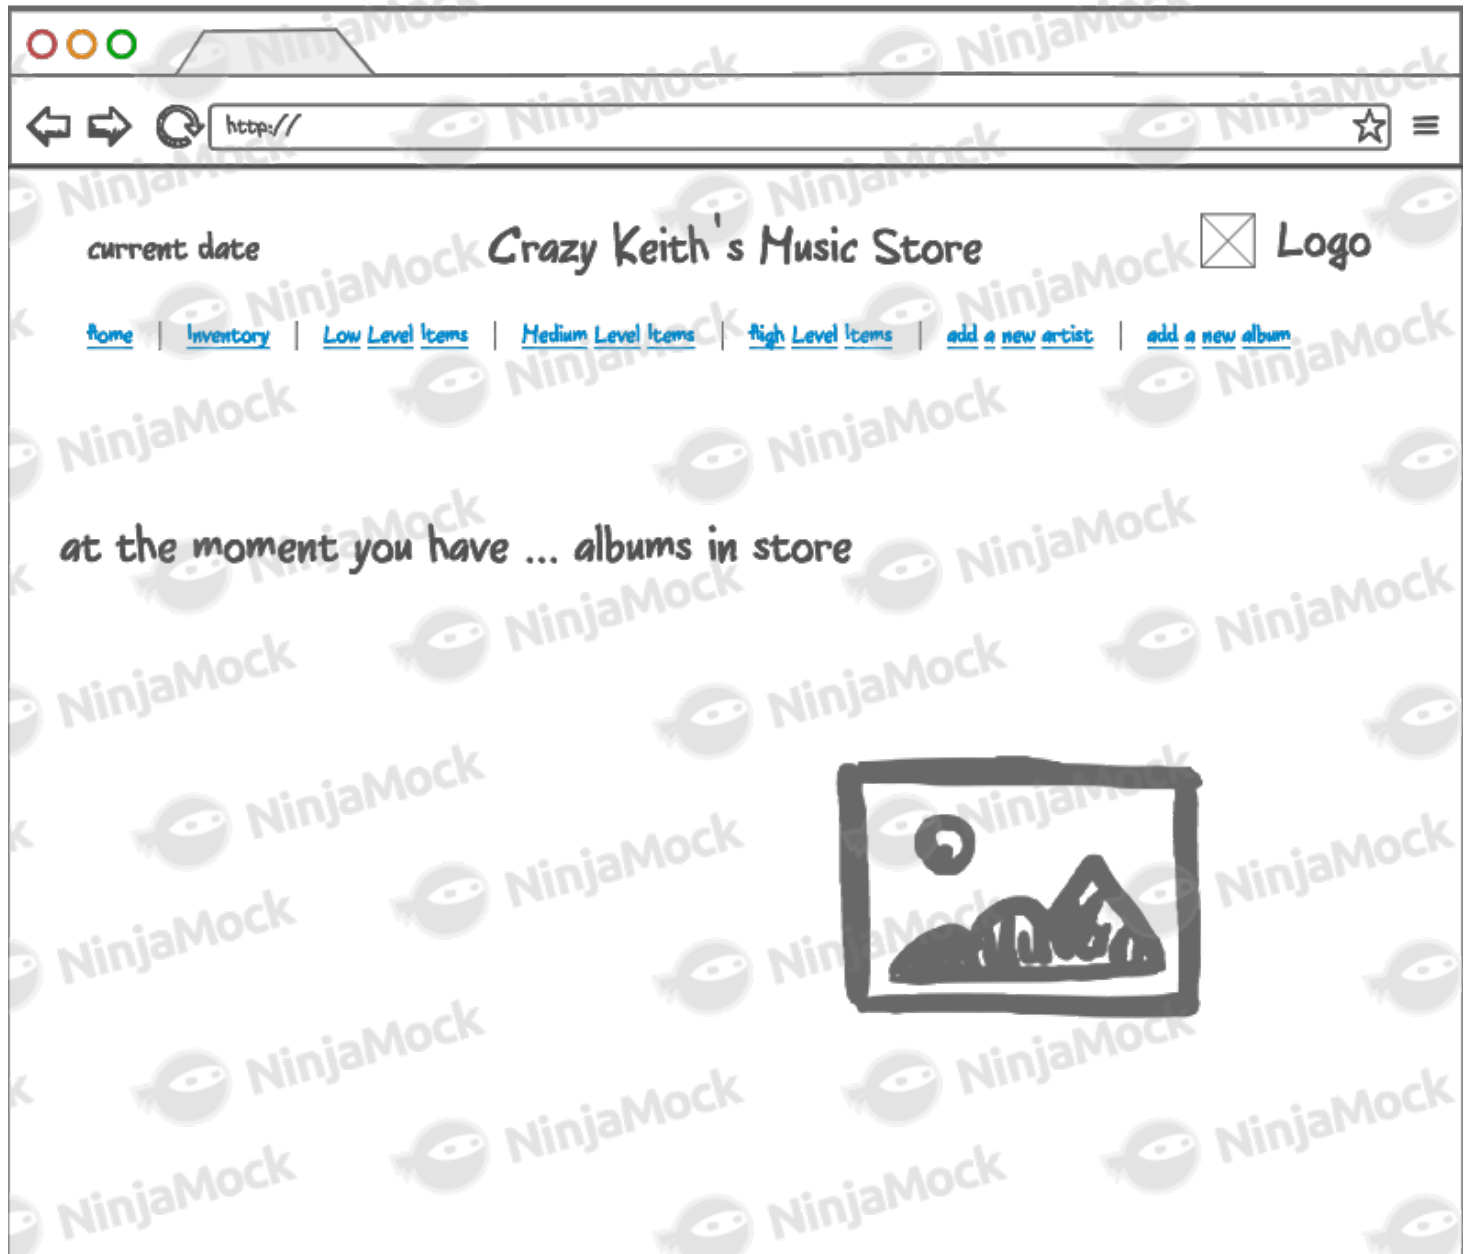 http://
current date
Crazy Keith's Music Store
Logo
Home | Inventory | Low Level Items | Medium Level Items | High Level Items | add a new artist | add a new album
at the moment you have ... albums in store
NinjaMock